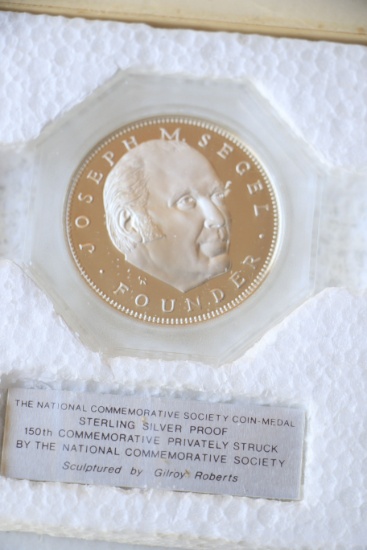 JOSEPH M. SEGEL
· FOUNDER ·
THE NATIONAL COMMEMORATIVE SOCIETY COIN-MEDAL
STERLING SILVER PROOF
150th COMMEMORATIVE PRIVATELY STRUCK
BY THE NATIONAL COMMEMORATIVE SOCIETY
Sculptured by Gilroy Roberts